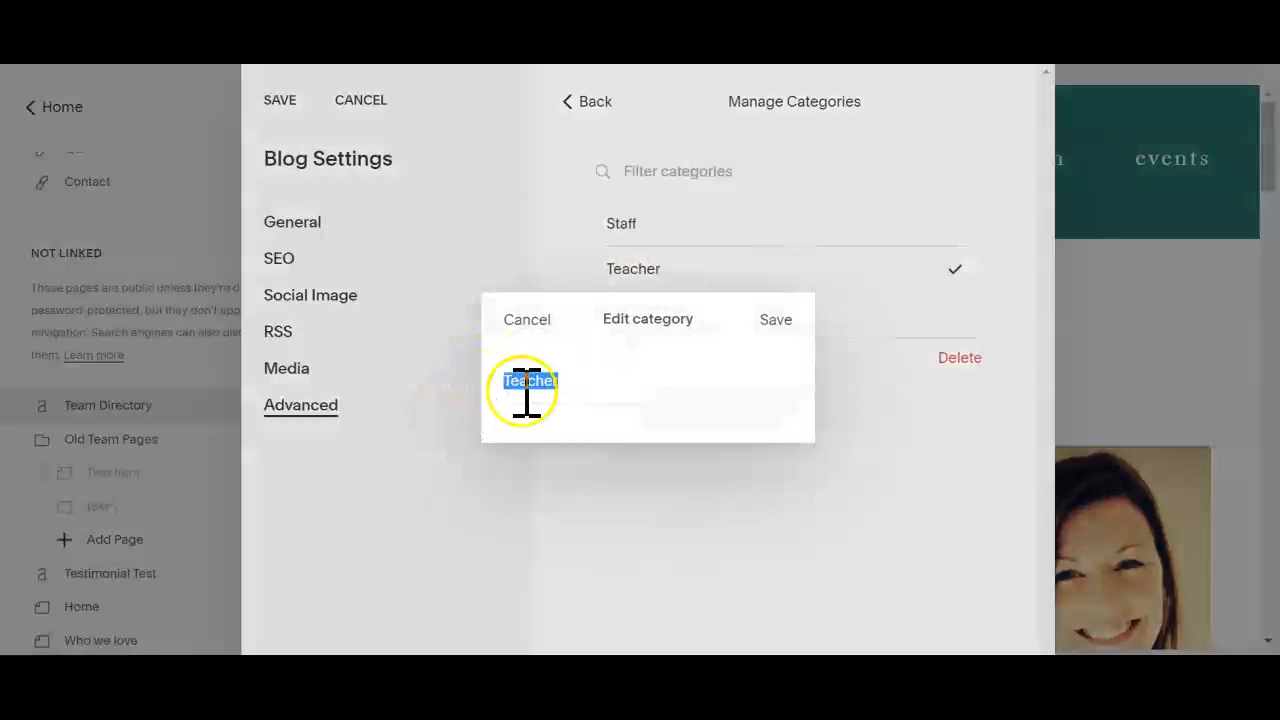 Home
Contact
NOT LINKED
These pages are public unless they're d
password-protected, but they don't app
navigation. Search engines can also dis
them. Learn more
Team Directory
Old Team Pages
Teachers
Add Page
Testimonial Test
Home
Who we love
SAVE CANCEL
Blog Settings
General
SEO
Social Image
RSS
Media
Advanced
Back Manage Categories
Filter categories
Staff
Teacher
Delete
Cancel Edit category Save
Teacher
events